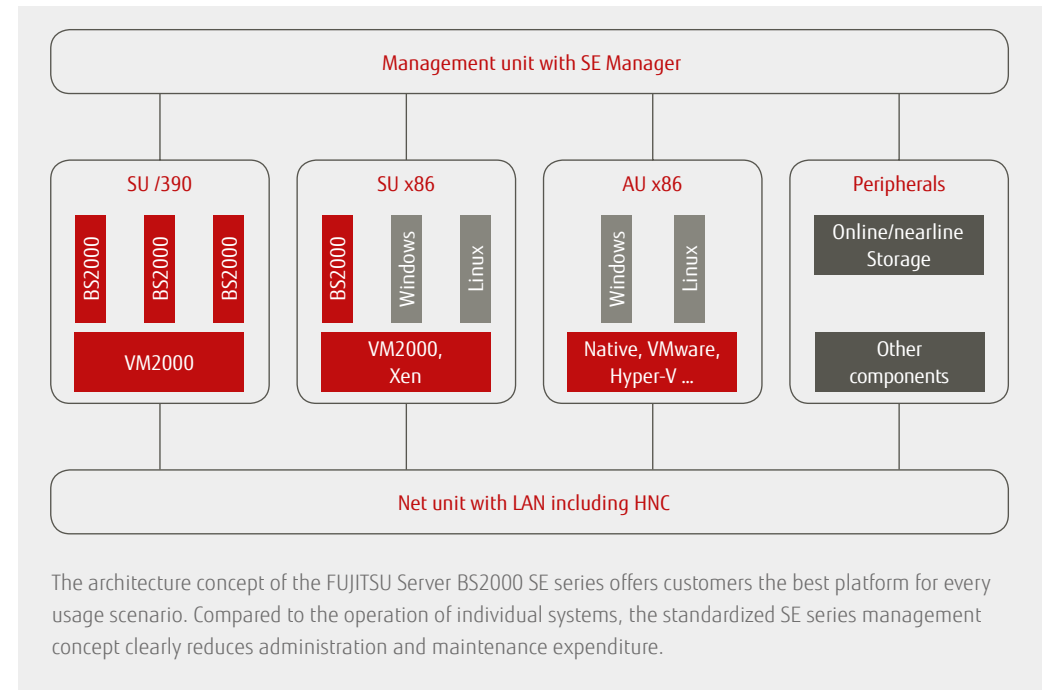 Management unit with SE Manager
SU /390
BS2000
BS2000
BS2000
VM2000
SU x86
BS2000
Windows
Linux
VM2000,
Xen
AU x86
Windows
Linux
Native, VMware,
Hyper-V ...
Peripherals
Online/nearline
Storage
Other
components
Net unit with LAN including HNC
The architecture concept of the FUJITSU Server BS2000 SE series offers customers the best platform for every
usage scenario. Compared to the operation of individual systems, the standardized SE series management
concept clearly reduces administration and maintenance expenditure.